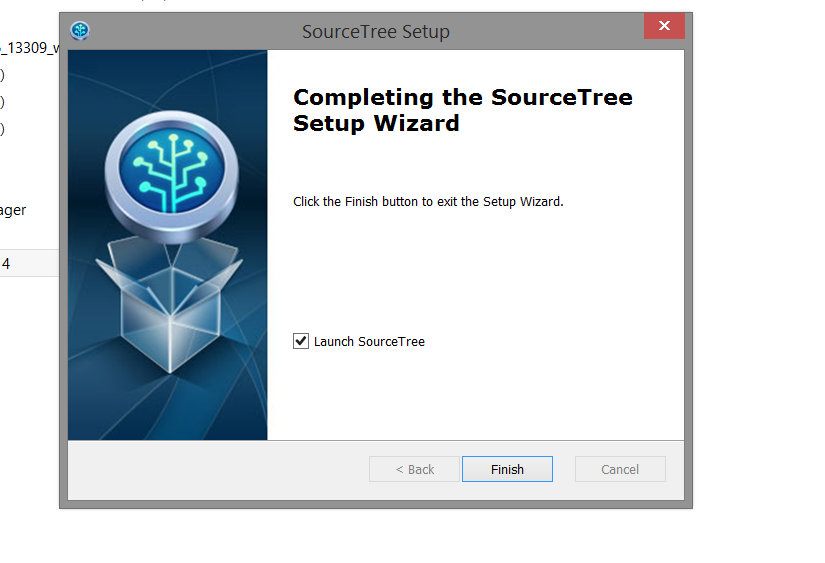 SourceTree Setup
_13309_
)
)
)
Completing the SourceTree
Setup Wizard
Click the Finish button to exit the Setup Wizard.
ager
4
Launch SourceTree
< Back
Finish
Cancel